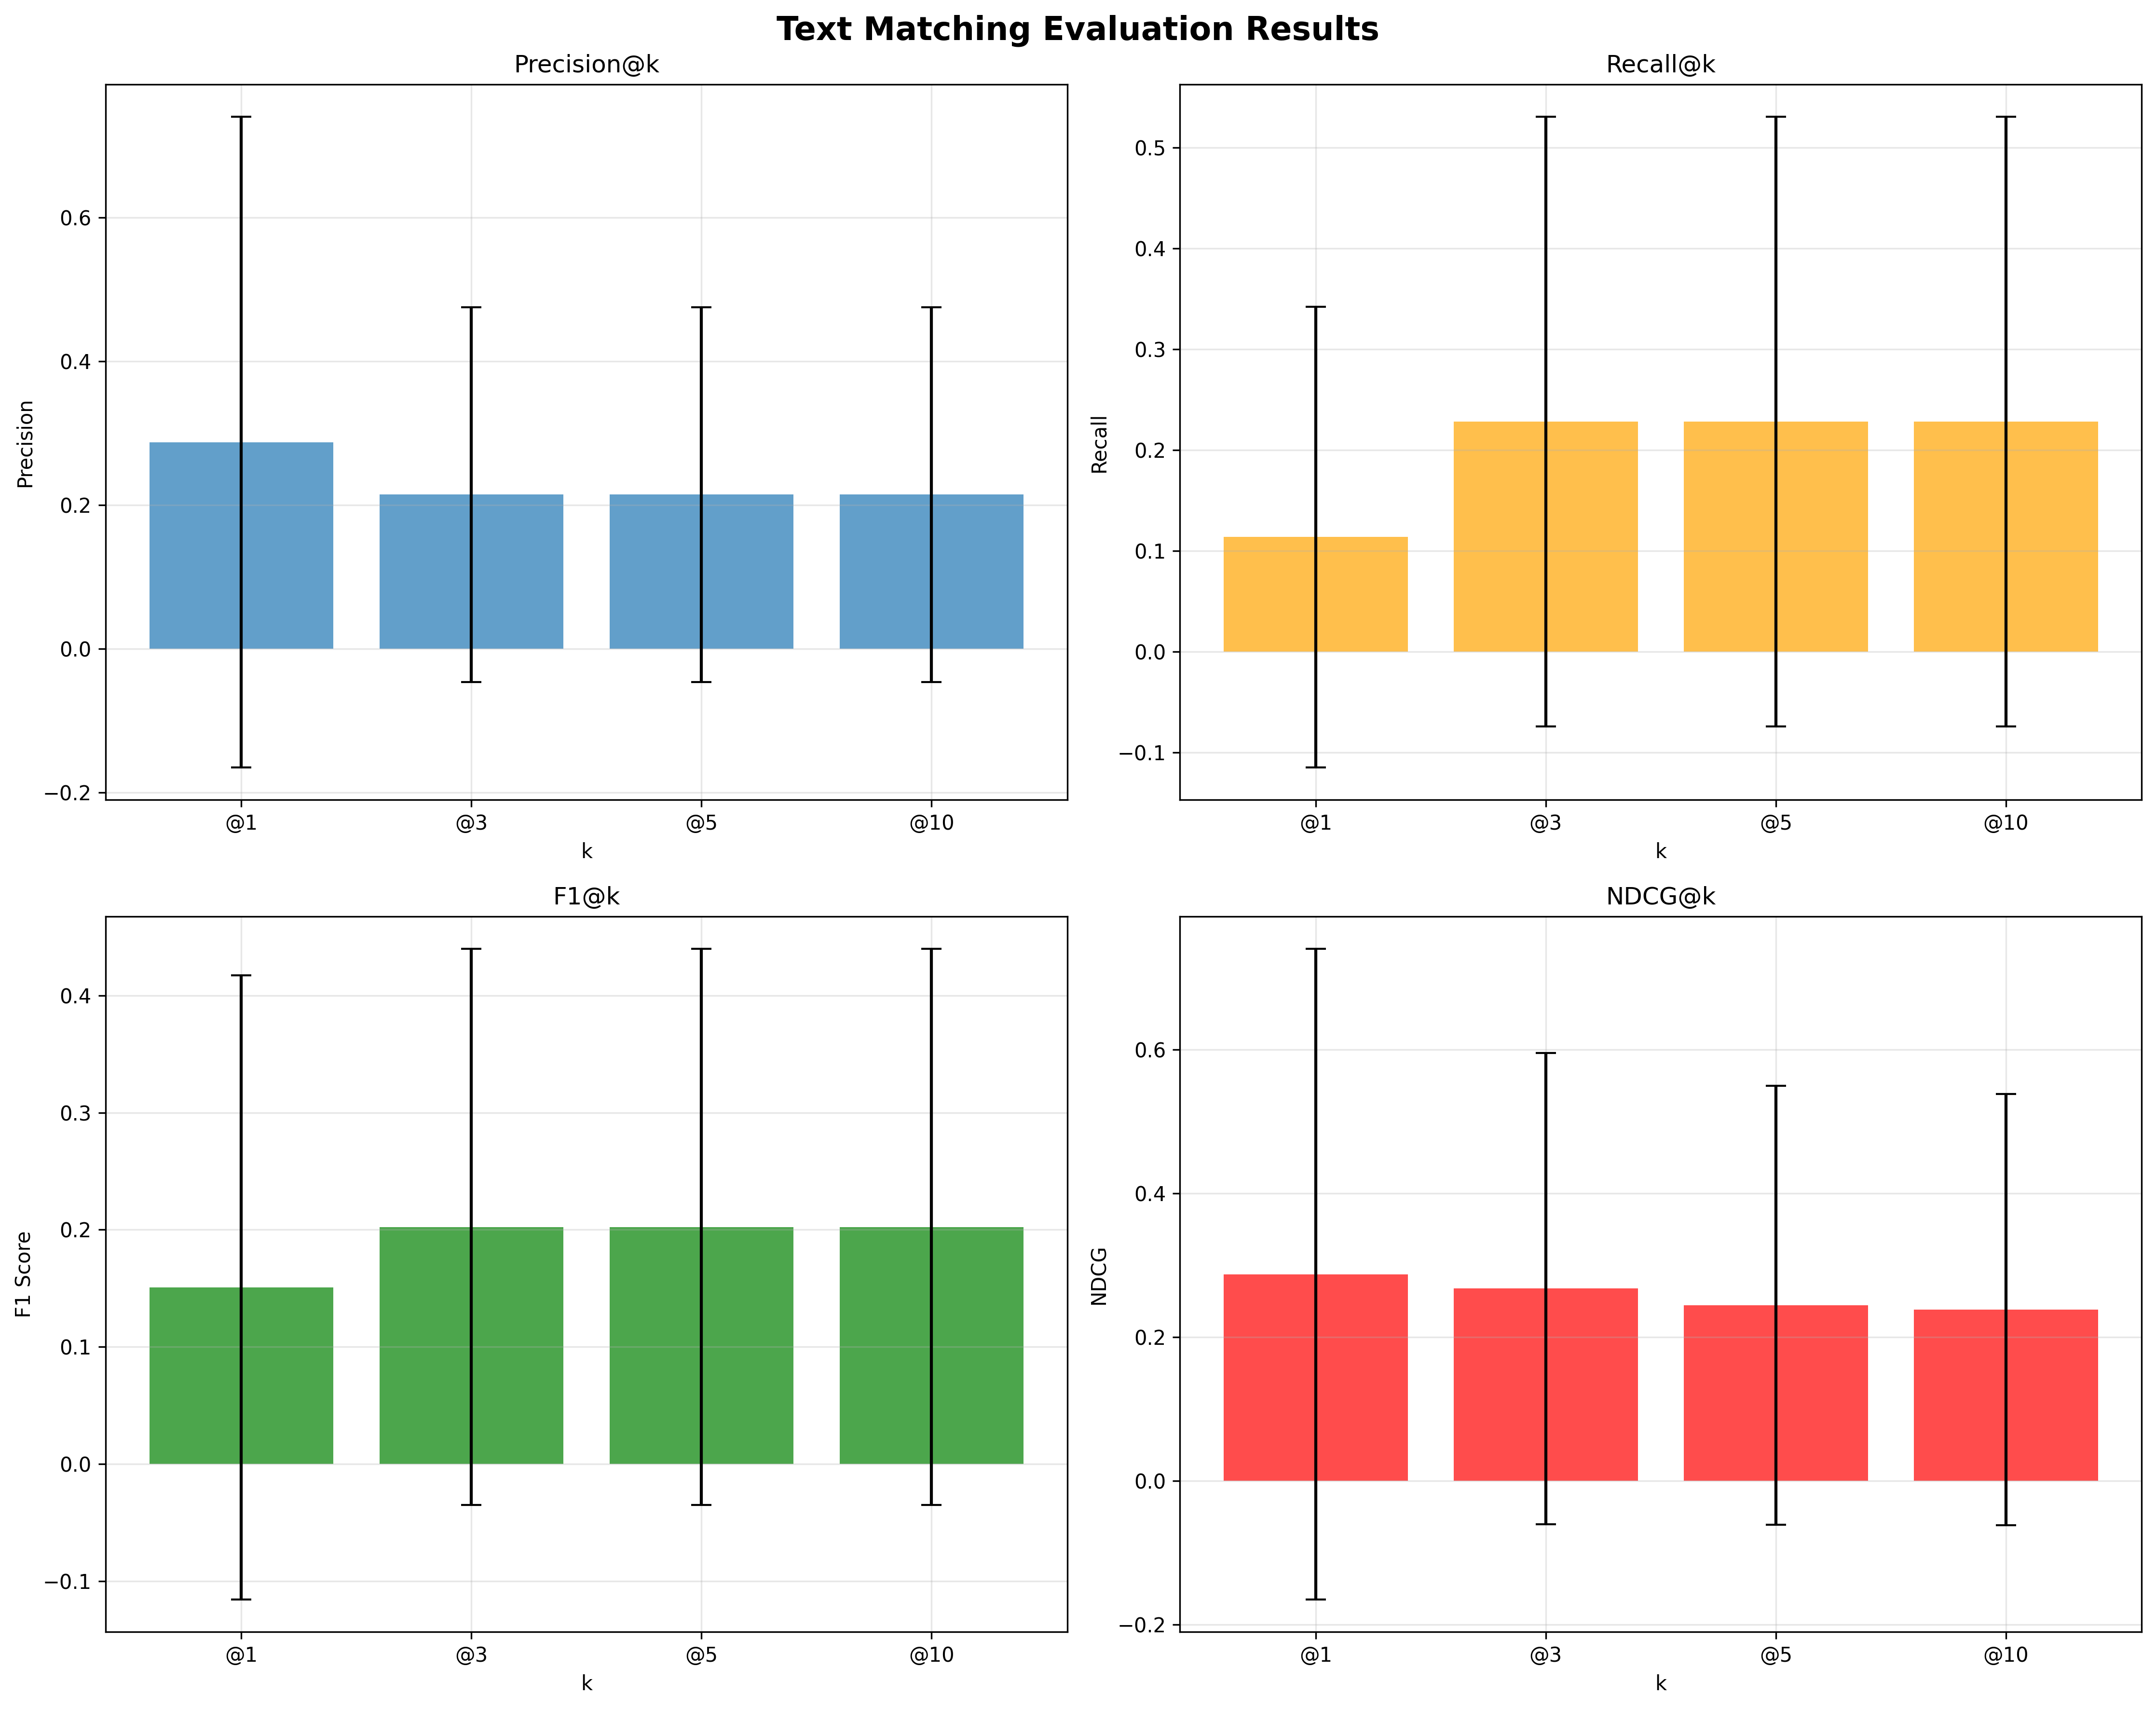 Text Matching Evaluation Results
Precision@k
Precision
0.6
0.4
0.2
0.0
−0.2
@1 @3 @5 @10
k
Recall@k
Recall
0.5
0.4
0.3
0.2
0.1
0.0
−0.1
@1 @3 @5 @10
k
F1@k
F1 Score
0.4
0.3
0.2
0.1
0.0
−0.1
@1 @3 @5 @10
k
NDCG@k
NDCG
0.6
0.4
0.2
0.0
−0.2
@1 @3 @5 @10
k